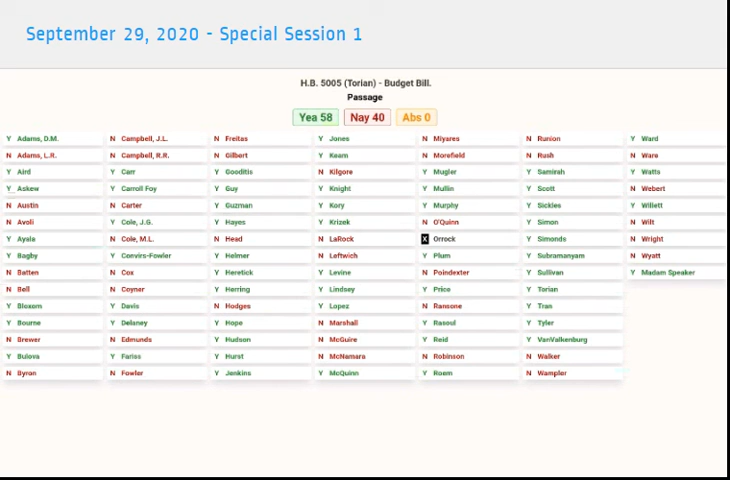 September 29, 2020 - Special Session 1
H.B. 5005 (Torian) - Budget Bill.
Passage
Yea 58 Nay 40 Abs 0
Y Adams, D.M. N Campbell, J.L. N Freitas Y Jones N Miyares N Runion Y Ward
N Adams, L.R. N Campbell, R.R. N Gilbert Y Keam N Morefield N Rush N Ware
Y Aird Y Carr Y Gooditis N Kilgore Y Mugler Y Samirah Y Watts
Y Askew Y Carroll Foy Y Guy Y Knight Y Mullin Y Scott N Webert
N Austin N Carter Y Guzman Y Kory Y Murphy Y Sickles Y Willett
N Avoli Y Cole, J.G. Y Hayes Y Krizek N O'Quinn Y Simon N Wilt
Y Ayala N Cole, M.L. N Head N LaRock X Orrock Y Simonds N Wright
Y Bagby Y Convirs-Fowler Y Helmer N Leftwich Y Plum Y Subramanyam N Wyatt
N Batten N Cox Y Heretick Y Levine N Poindexter Y Sullivan Y Madam Speaker
N Bell N Coyner Y Herring Y Lindsey Y Price Y Torian
Y Bloxom Y Davis N Hodges Y Lopez N Ransone Y Tran
Y Bourne Y Delaney Y Hope N Marshall Y Rasoul Y Tyler
N Brewer N Edmunds Y Hudson N McGuire Y Reid Y VanValkenburg
Y Bulova Y Fariss Y Hurst N McNamara N Robinson N Walker
N Byron N Fowler Y Jenkins Y McQuinn Y Roem N Wampler